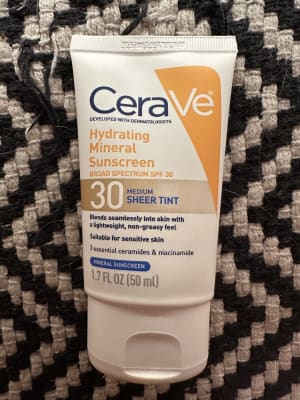 CeraVe
DEVELOPED WITH DERMATOLOGISTS
Hydrating
Mineral
Sunscreen
BROAD SPECTRUM SPF 30
30 MEDIUM SHEER TINT
Blends seamlessly into skin with
a lightweight, non-greasy feel
Suitable for sensitive skin
3 essential ceramides & niacinamide
MINERAL SUNSCREEN
1.7 FL OZ (50 mL)